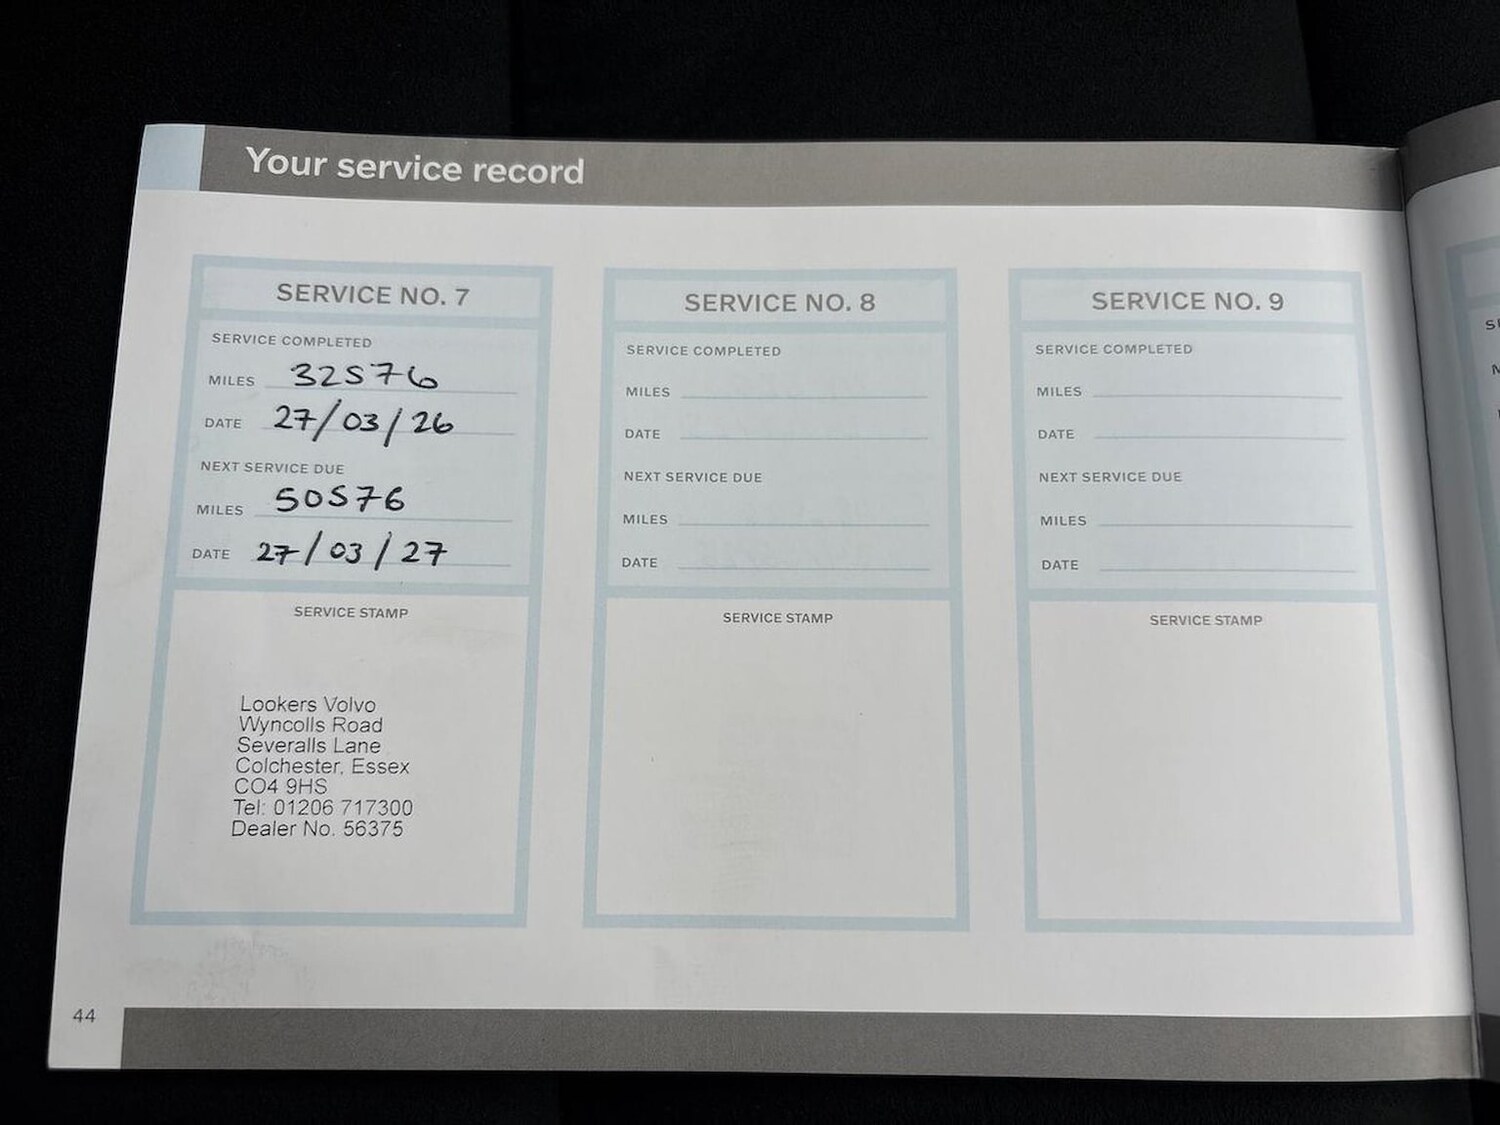 Your service record
SERVICE NO. 7
SERVICE COMPLETED
MILES 32576
DATE 27/03/26
NEXT SERVICE DUE
MILES 50576
DATE 27/03/27
SERVICE STAMP
Lookers Volvo
Wyncolls Road
Severalls Lane
Colchester, Essex
CO4 9HS
Tel: 01206 717300
Dealer No. 56375
SERVICE NO. 8
SERVICE COMPLETED
MILES
DATE
NEXT SERVICE DUE
MILES
DATE
SERVICE STAMP
SERVICE NO. 9
SERVICE COMPLETED
MILES
DATE
NEXT SERVICE DUE
MILES
DATE
SERVICE STAMP
44